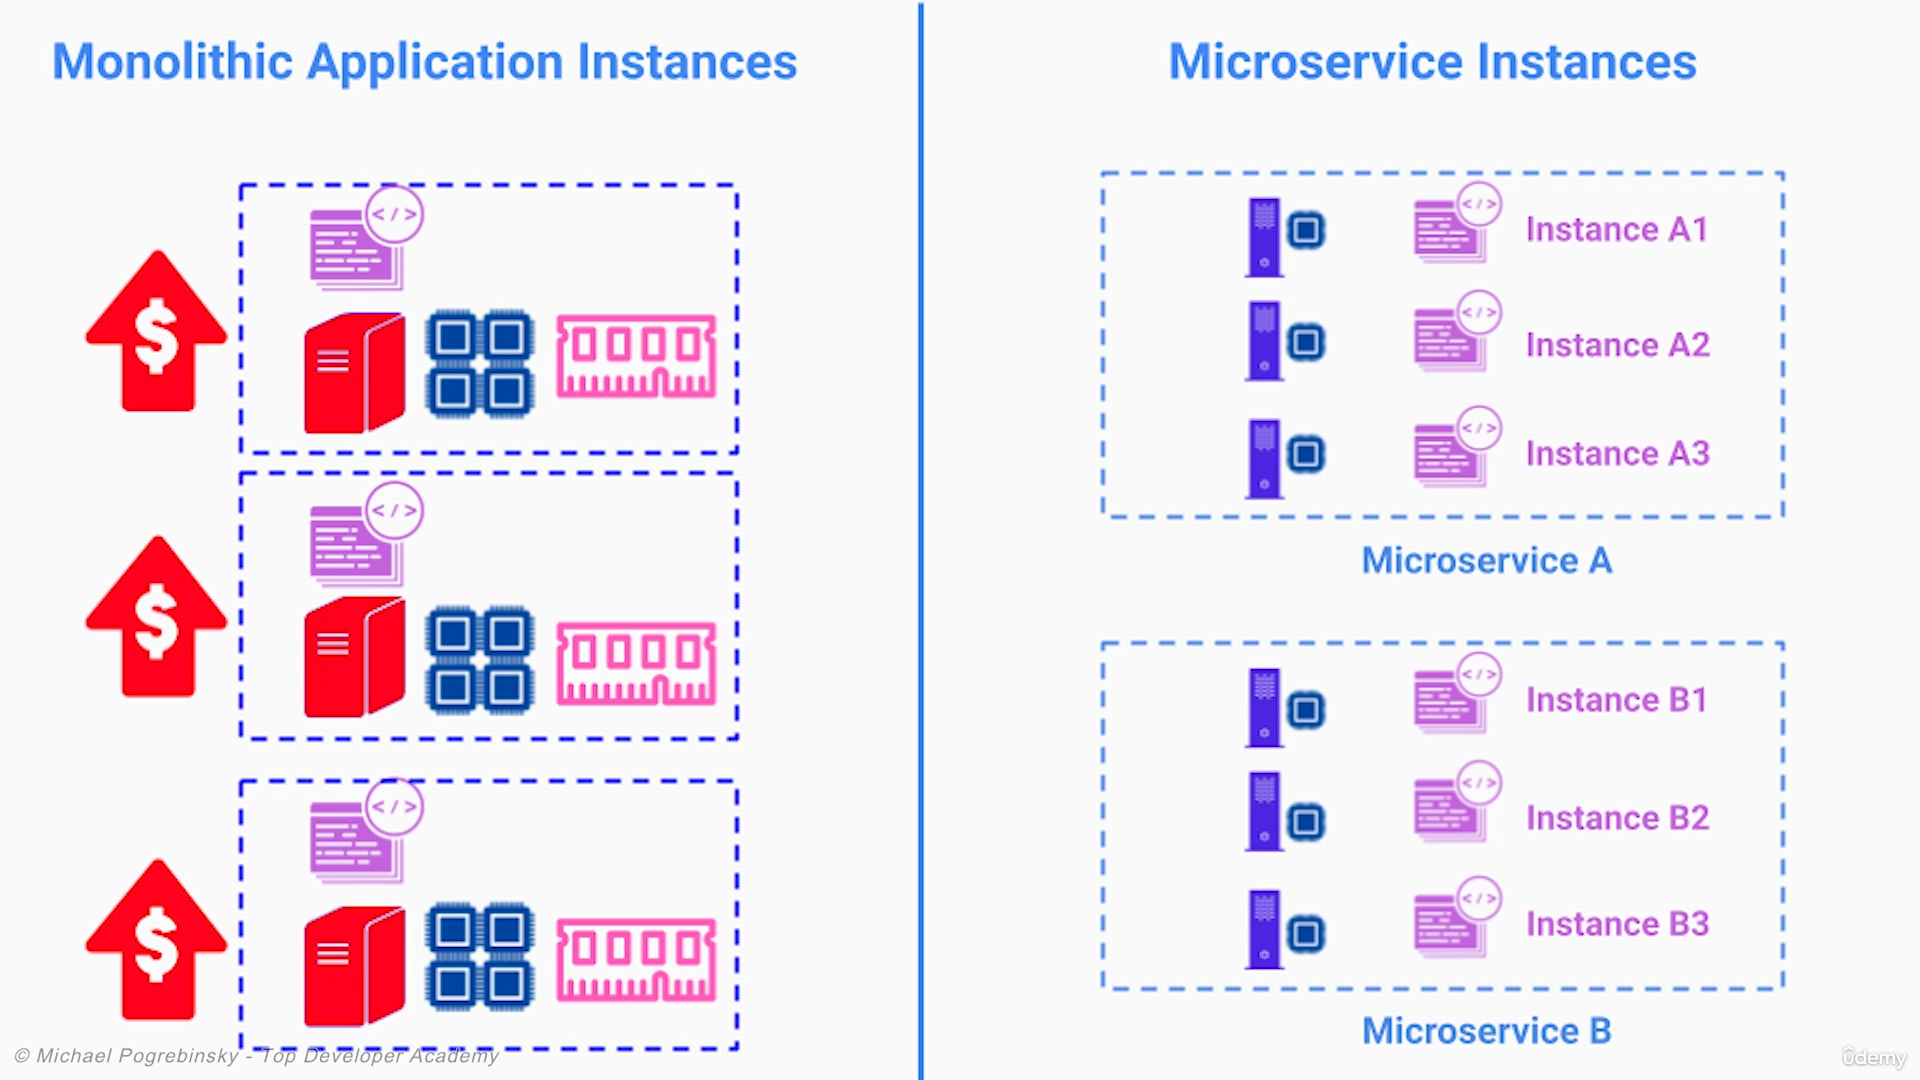 Monolithic Application Instances
Microservice Instances
</>
$
</>
$
</>
$
</> Instance A1
</> Instance A2
</> Instance A3
Microservice A
</> Instance B1
</> Instance B2
</> Instance B3
Microservice B
© Michael Pogrebinsky - Top Developer Academy
ûdemy